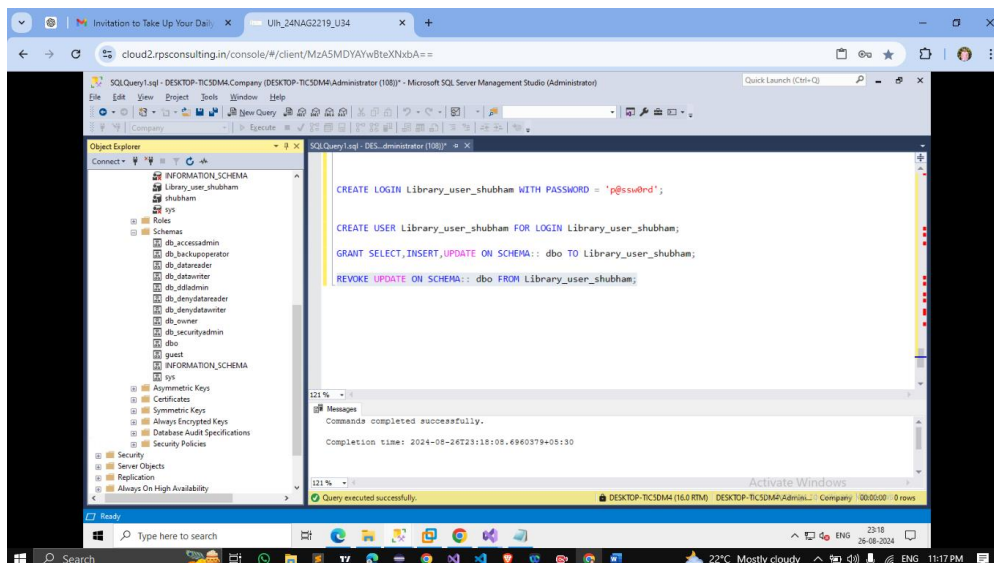 Invitation to Take Up Your Daily
Ulh_24NAG2219_U34
cloud2.rpsconsulting.in/console/#/client/MzA5MDYAYwBteXNxbA==
SQLQuery1.sql - DESKTOP-TIC5DM4.Company (DESKTOP-TIC5DM4\Administrator (108))* - Microsoft SQL Server Management Studio (Administrator)
Quick Launch (Ctrl+Q)
File Edit View Project Tools Window Help
New Query
Company
Execute
Object Explorer
SQLQuery1.sql - DES...dministrator (108))*
Connect
INFORMATION_SCHEMA
Library_user_shubham
shubham
sys
Roles
Schemas
db_accessadmin
db_backupoperator
db_datareader
db_datawriter
db_ddladmin
db_denydatareader
db_denydatawriter
db_owner
db_securityadmin
dbo
guest
INFORMATION_SCHEMA
sys
Asymmetric Keys
Certificates
Symmetric Keys
Always Encrypted Keys
Database Audit Specifications
Security Policies
Security
Server Objects
Replication
Always On High Availability
CREATE LOGIN Library_user_shubham WITH PASSWORD = 'p@ssw0rd';
CREATE USER Library_user_shubham FOR LOGIN Library_user_shubham;
GRANT SELECT,INSERT,UPDATE ON SCHEMA:: dbo TO Library_user_shubham;
REVOKE UPDATE ON SCHEMA:: dbo FROM Library_user_shubham;
121 %
Messages
Commands completed successfully.
Completion time: 2024-08-26T23:18:08.6960379+05:30
121 %
Activate Windows
Query executed successfully.
DESKTOP-TIC5DM4 (16.0 RTM) DESKTOP-TIC5DM4\Admini... Company 00:00:00 0 rows
Ready
Type here to search
ENG
23:18
26-08-2024
Search
22°C Mostly cloudy
ENG
11:17 PM